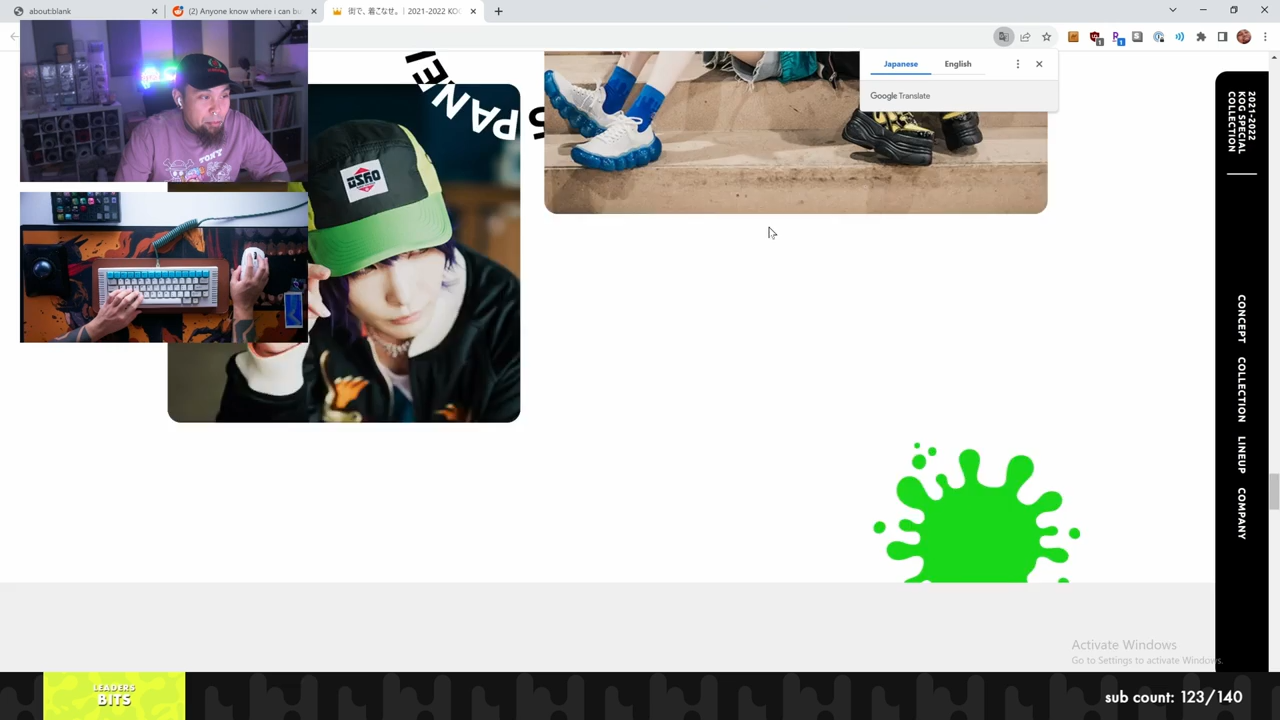 about:blank
(2) Anyone know where i can bu
街で、着こなせ。| 2021-2022 KOG
Japanese
English
Google Translate
PANE
TONY
2021-2022
KOG SPECIAL
COLLECTION
CONCEPT
COLLECTION
LINEUP
COMPANY
Activate Windows
Go to Settings to activate Windows.
LEADERS
BITS
sub count: 123/140